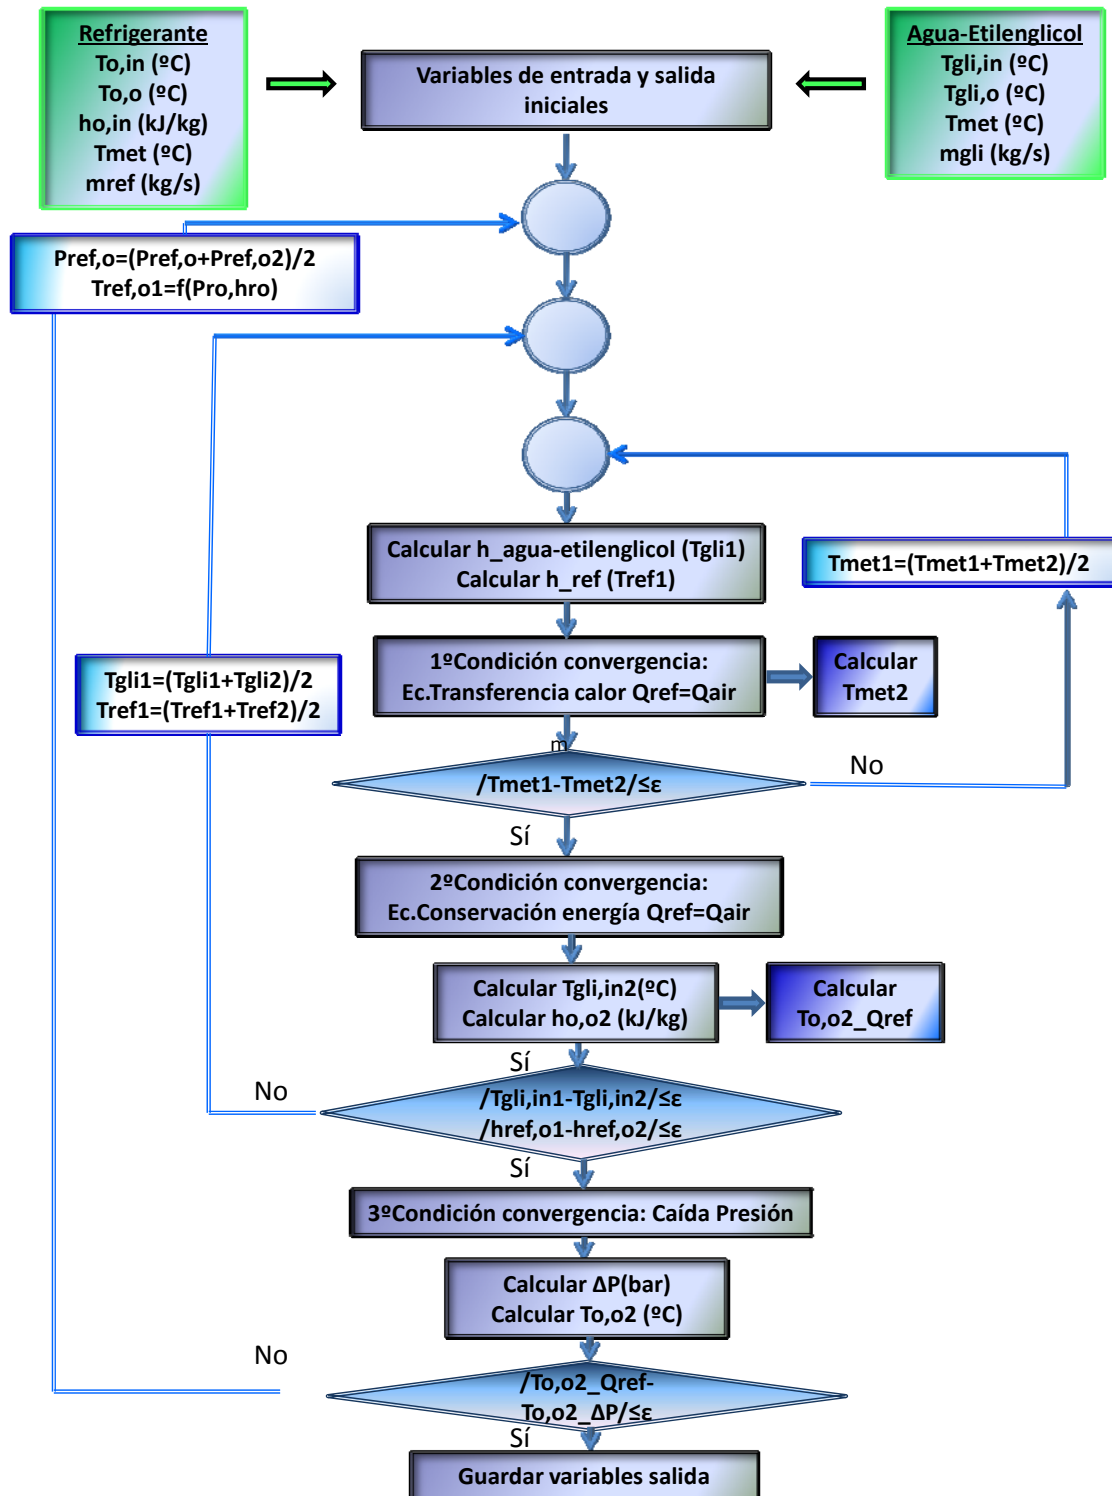 Refrigerante
To,in (ºC)
To,o (ºC)
ho,in (kJ/kg)
Tmet (ºC)
mref (kg/s)
Variables de entrada y salida
iniciales
Agua-Etilenglicol
Tgli,in (ºC)
Tgli,o (ºC)
Tmet (ºC)
mgli (kg/s)
Pref,o=(Pref,o+Pref,o2)/2
Tref,o1=f(Pro,hro)
Calcular h_agua-etilenglicol (Tgli1)
Calcular h_ref (Tref1)
Tmet1=(Tmet1+Tmet2)/2
1ºCondición convergencia:
Ec.Transferencia calor Qref=Qair
Calcular
Tmet2
Tgli1=(Tgli1+Tgli2)/2
Tref1=(Tref1+Tref2)/2
m
/Tmet1-Tmet2/≤ε
No
Sí
2ºCondición convergencia:
Ec.Conservación energía Qref=Qair
Calcular Tgli,in2(ºC)
Calcular ho,o2 (kJ/kg)
Calcular
To,o2_Qref
Sí
No
/Tgli,in1-Tgli,in2/≤ε
/href,o1-href,o2/≤ε
Sí
3ºCondición convergencia: Caída Presión
Calcular ΔP(bar)
Calcular To,o2 (ºC)
No
/To,o2_Qref-
To,o2_ΔP/≤ε
Sí
Guardar variables salida